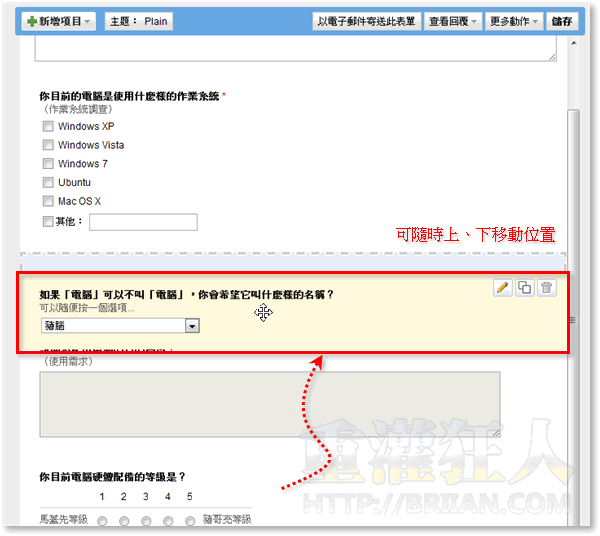 新增項目
主題： Plain
以電子郵件寄送此表單
查看回覆
更多動作
儲存
你目前的電腦是使用什麼樣的作業系統 *
（作業系統調查）
Windows XP
Windows Vista
Windows 7
Ubuntu
Mac OS X
其他：
可隨時上、下移動位置
如果「電腦」可以不叫「電腦」，你會希望它叫什麼樣的名稱？
可以隨便按一個選項...
豬腦
（使用需求）
你目前電腦硬體配備的等級是？
1 2 3 4 5
馬蓋先等級 豬哥亮等級
重灌狂人
HTTP://BRIIAN.COM